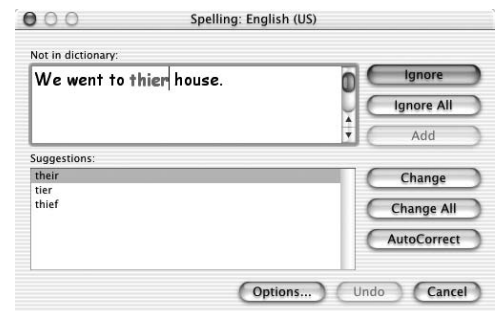 Spelling: English (US)
Not in dictionary:
We went to thier house.
Ignore
Ignore All
Add
Suggestions:
their
tier
thief
Change
Change All
AutoCorrect
Options... Undo Cancel